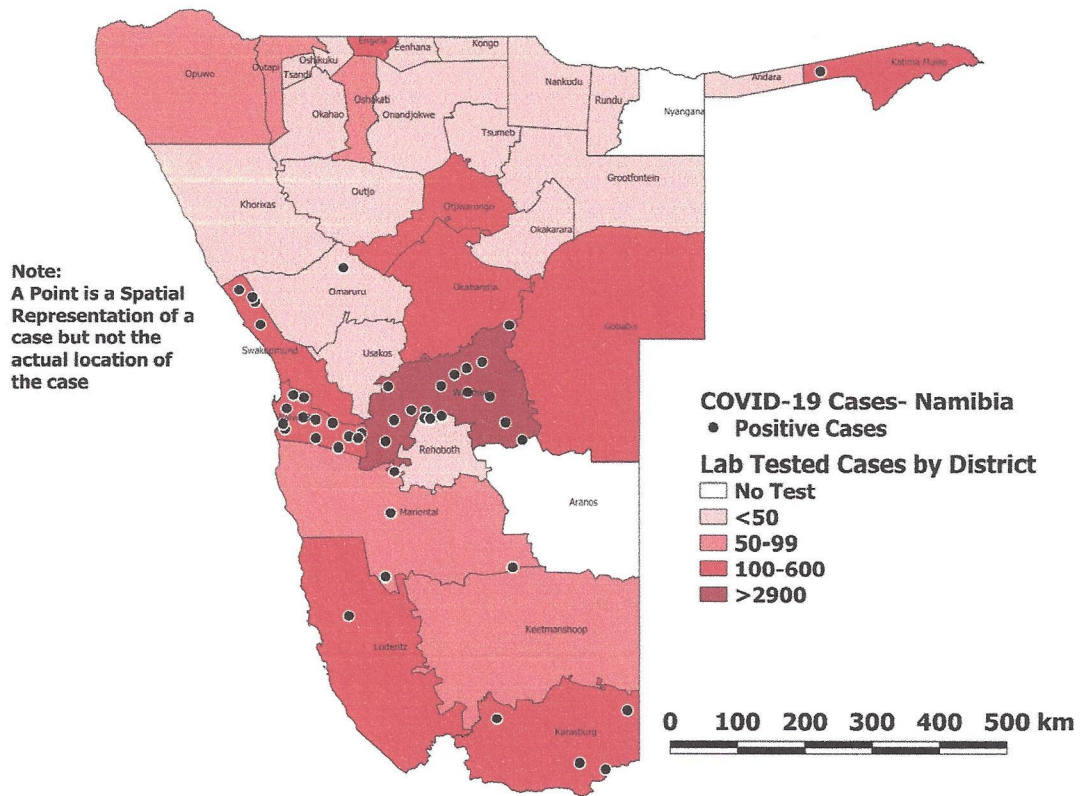 Engela
Eenhana
Kongo
Oshikuku
Outapi
Tsandi
Opuwo
Andara
Katima Mulilo
Nankudu
Rundu
Oshakati
Okahao
Onandjokwe
Nyangana
Tsumeb
Grootfontein
Outjo
Khorixas
Otjiwarongo
Okakarara
Note:
A Point is a Spatial
Representation of a
case but not the
actual location of
the case
Omaruru
Okahandja
Gobabis
Swakopmund
Usakos
Rehoboth
Aranos
Mariental
Keetmanshoop
Luderitz
Karasburg
COVID-19 Cases- Namibia
Positive Cases
Lab Tested Cases by District
No Test
<50
50-99
100-600
>2900
0 100 200 300 400 500 km